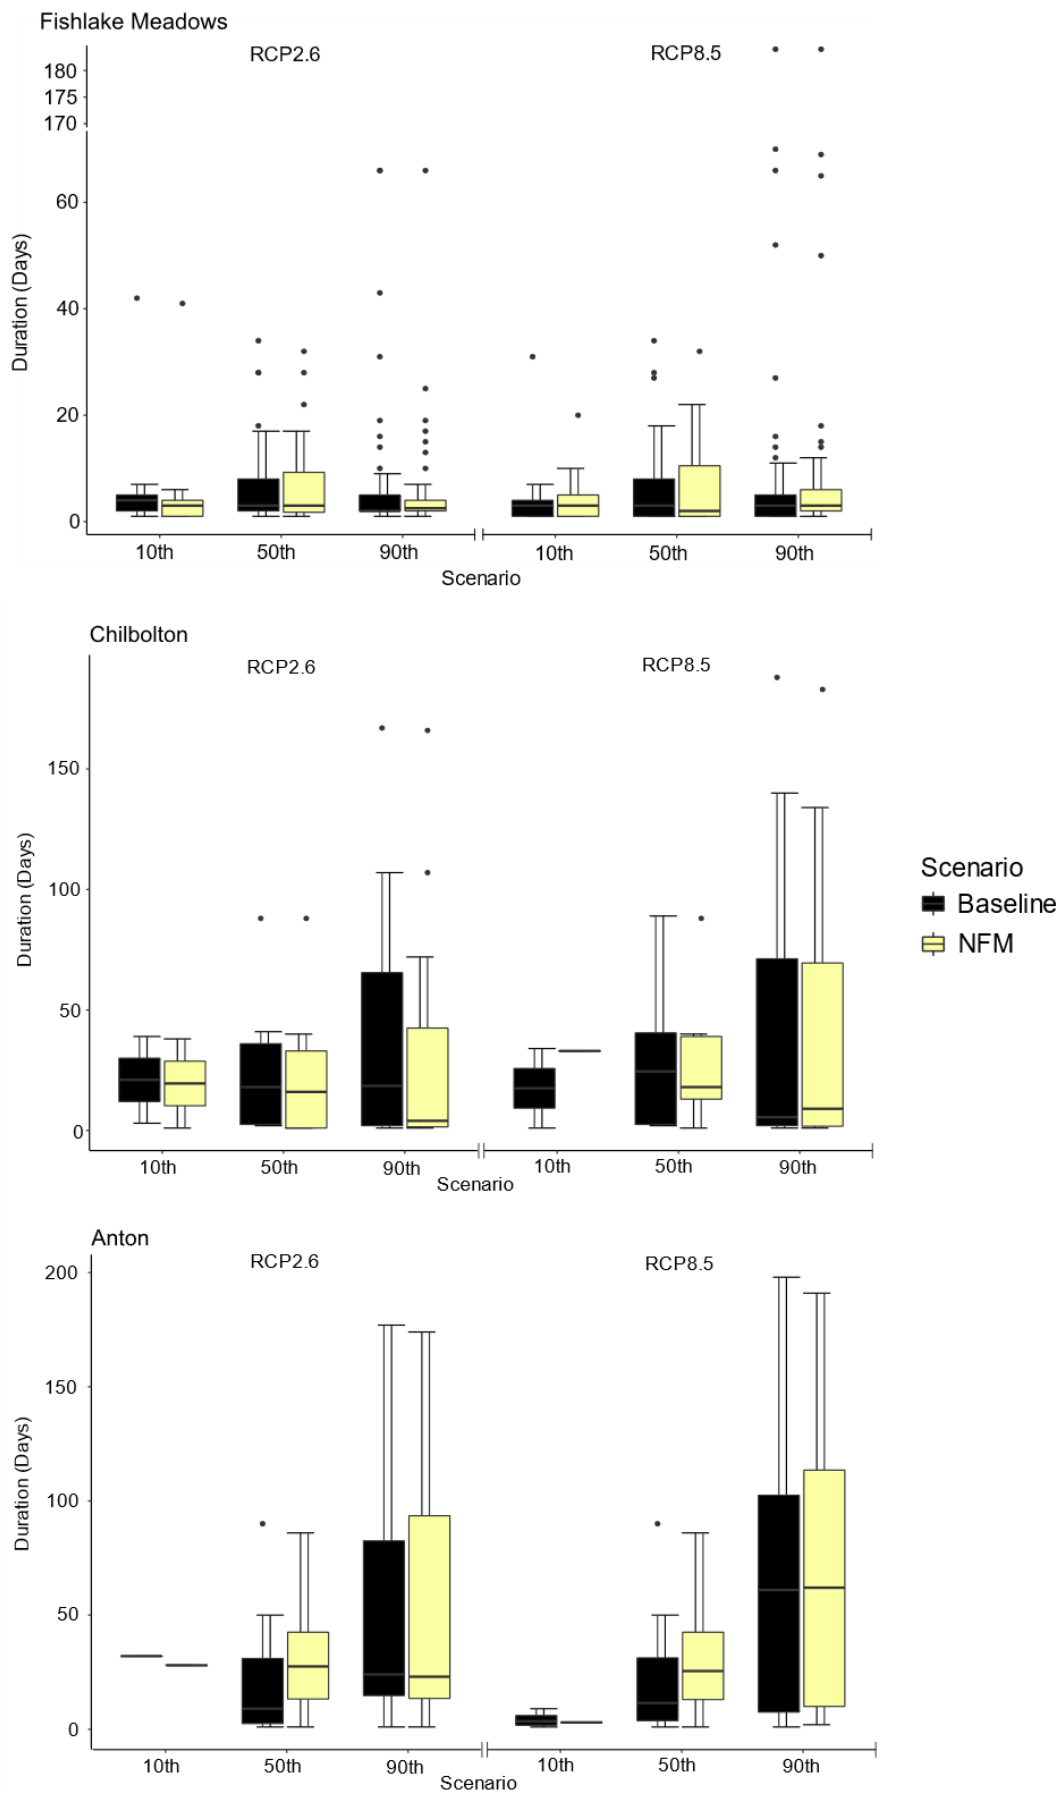 Fishlake Meadows
RCP2.6
RCP8.5
180
175
170
60
40
20
0
Duration (Days)
10th
50th
90th
10th
50th
90th
Scenario
Chilbolton
RCP2.6
RCP8.5
150
100
50
0
Duration (Days)
10th
50th
90th
10th
50th
90th
Scenario
Scenario
Baseline
NFM
Anton
RCP2.6
RCP8.5
200
150
100
50
0
Duration (Days)
10th
50th
90th
10th
50th
90th
Scenario